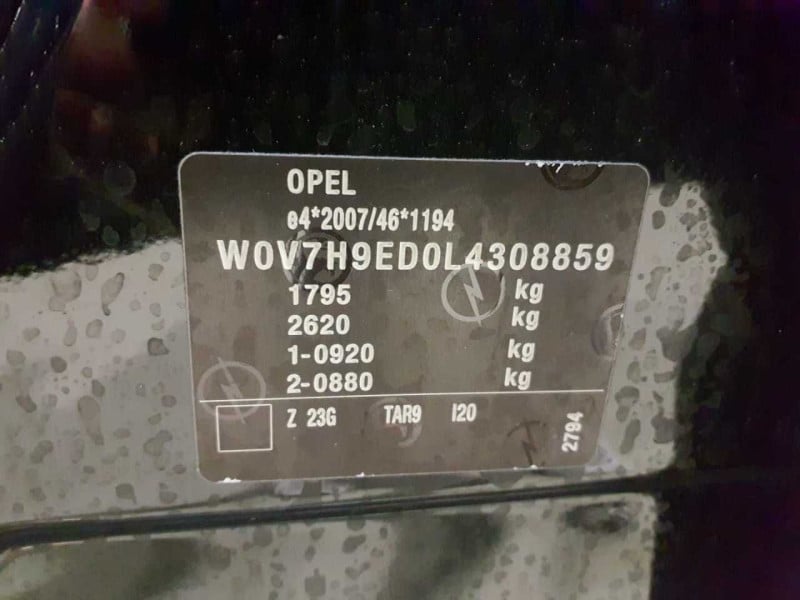 OPEL
e4*2007/46*1194
W0V7H9ED0L4308859
1795 kg
2620 kg
1-0920 kg
2-0880 kg
Z 23G TAR9 I20
2794